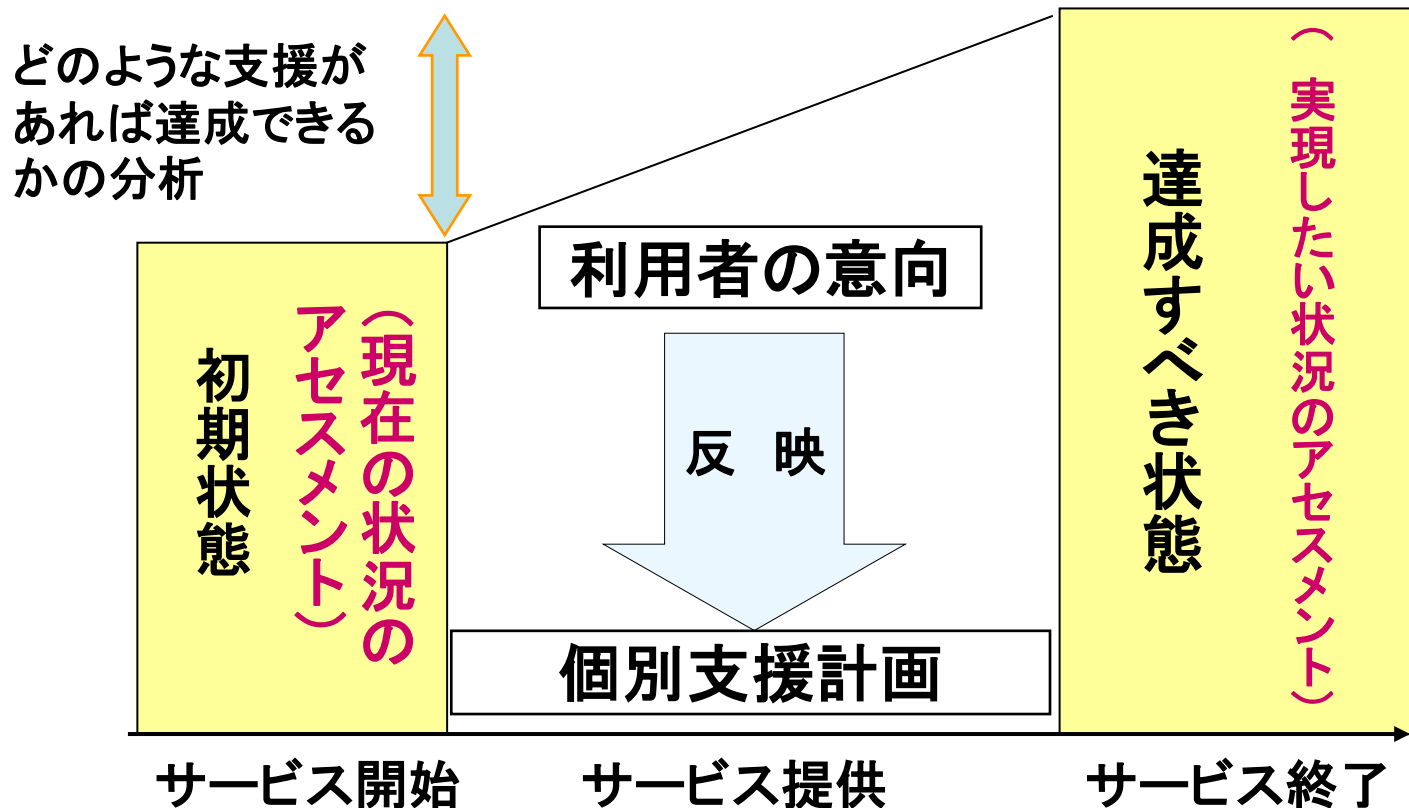 どのような支援が
あれば達成できる
かの分析
初期状態
（現在の状況の
アセスメント）
利用者の意向
反　映
個別支援計画
達成すべき状態
（　実現したい状況のアセスメント）
サービス開始
サービス提供
サービス終了